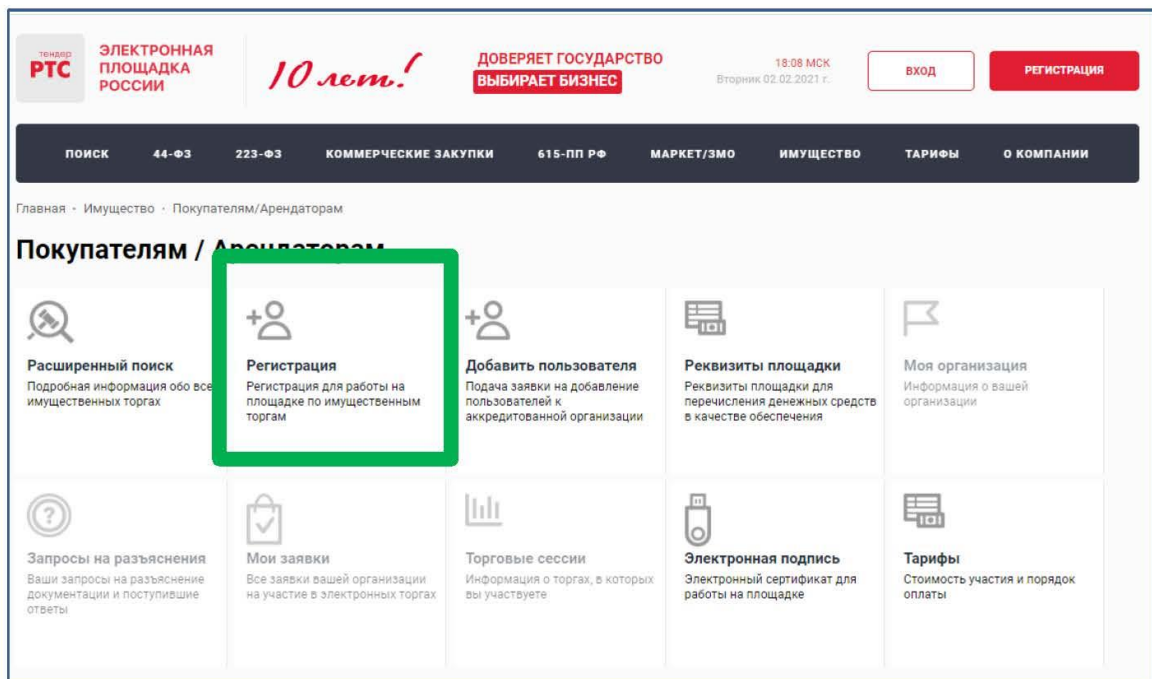 тендер
РТС
ЭЛЕКТРОННАЯ
ПЛОЩАДКА
РОССИИ
10 лет!
ДОВЕРЯЕТ ГОСУДАРСТВО
ВЫБИРАЕТ БИЗНЕС
18:08 МСК
Вторник 02.02.2021 г.
ВХОД
РЕГИСТРАЦИЯ
ПОИСК 44-ФЗ 223-ФЗ КОММЕРЧЕСКИЕ ЗАКУПКИ 615-ПП РФ МАРКЕТ/ЗМО ИМУЩЕСТВО ТАРИФЫ О КОМПАНИИ
Главная · Имущество · Покупателям/Арендаторам
Покупателям / Арендаторам
Расширенный поиск
Подробная информация обо все
имущественных торгах
Регистрация
Регистрация для работы на
площадке по имущественным
торгам
Добавить пользователя
Подача заявки на добавление
пользователей к
аккредитованной организации
Реквизиты площадки
Реквизиты площадки для
перечисления денежных средств
в качестве обеспечения
Моя организация
Информация о вашей
организации
Запросы на разъяснения
Ваши запросы на разъяснение
документации и поступившие
ответы
Мои заявки
Все заявки вашей организации
на участие в электронных торгах
Торговые сессии
Информация о торгах, в которых
вы участвуете
Электронная подпись
Электронный сертификат для
работы на площадке
Тарифы
Стоимость участия и порядок
оплаты